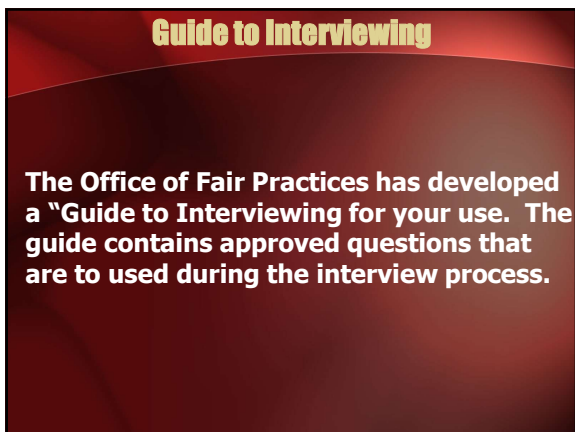 Guide to Interviewing
The Office of Fair Practices has developed
a “Guide to Interviewing for your use.  The
guide contains approved questions that
are to used during the interview process.